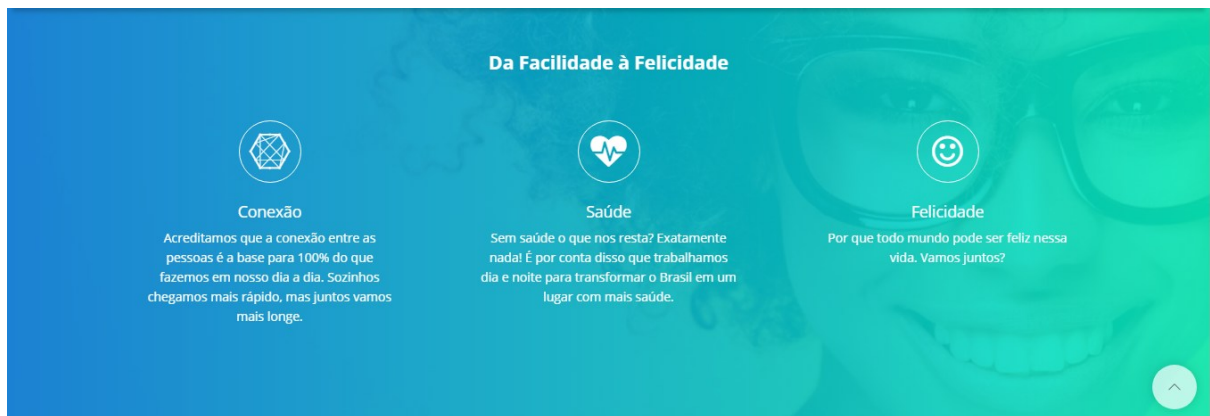 Da Facilidade à Felicidade
Conexão
Acreditamos que a conexão entre as
pessoas é a base para 100% do que
fazemos em nosso dia a dia. Sozinhos
chegamos mais rápido, mas juntos vamos
mais longe.
Saúde
Sem saúde o que nos resta? Exatamente
nada! É por conta disso que trabalhamos
dia e noite para transformar o Brasil em um
lugar com mais saúde.
Felicidade
Por que todo mundo pode ser feliz nessa
vida. Vamos juntos?